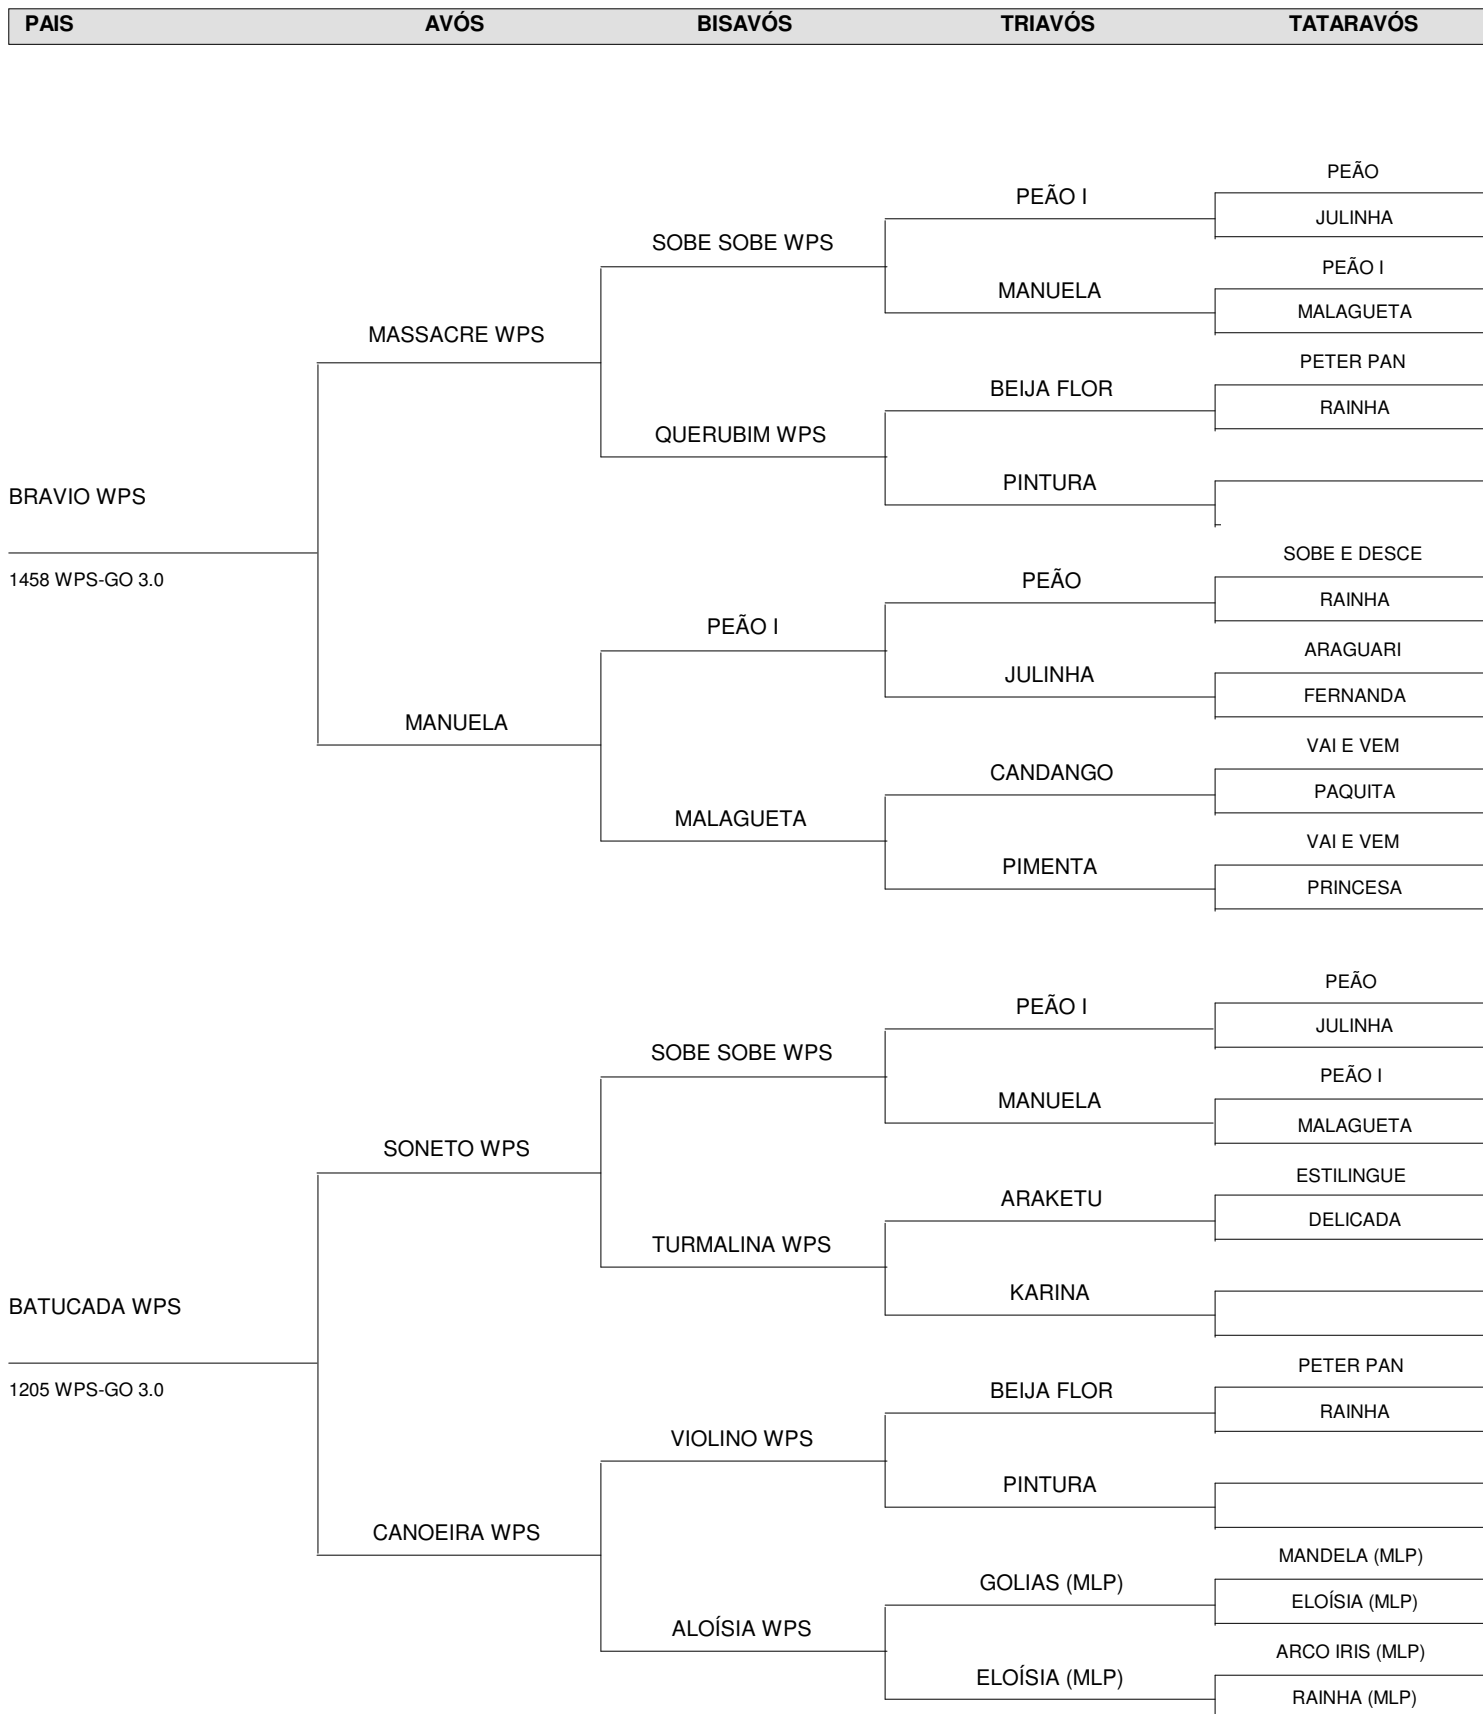 PAIS AVÓS BISAVÓS TRIAVÓS TATARAVÓS
PEÃO
PEÃO I
JULINHA
SOBE SOBE WPS
PEÃO I
MANUELA
MALAGUETA
MASSACRE WPS
PETER PAN
BEIJA FLOR
RAINHA
QUERUBIM WPS
PINTURA
BRAVIO WPS
SOBE E DESCE
1458 WPS-GO 3.0
PEÃO
RAINHA
PEÃO I
ARAGUARI
JULINHA
FERNANDA
MANUELA
VAI E VEM
CANDANGO
PAQUITA
MALAGUETA
VAI E VEM
PIMENTA
PRINCESA
PEÃO
PEÃO I
JULINHA
SOBE SOBE WPS
PEÃO I
MANUELA
MALAGUETA
SONETO WPS
ESTILINGUE
ARAKETU
DELICADA
TURMALINA WPS
KARINA
BATUCADA WPS
PETER PAN
1205 WPS-GO 3.0
BEIJA FLOR
RAINHA
VIOLINO WPS
PINTURA
CANOEIRA WPS
MANDELA (MLP)
GOLIAS (MLP)
ELOÍSIA (MLP)
ALOÍSIA WPS
ARCO IRIS (MLP)
ELOÍSIA (MLP)
RAINHA (MLP)